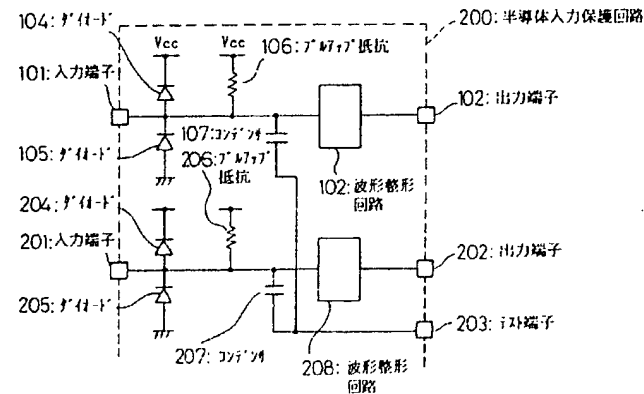 104: ダイオード
Vcc
Vcc
106: プルアップ抵抗
200: 半導体入力保護回路
101: 入力端子
102: 出力端子
107: コンデンサ
105: ダイオード
206: プルアップ
抵抗
102: 波形整形
回路
204: ダイオード
201: 入力端子
202: 出力端子
205: ダイオード
203: テスト端子
207: コンデンサ
208: 波形整形
回路